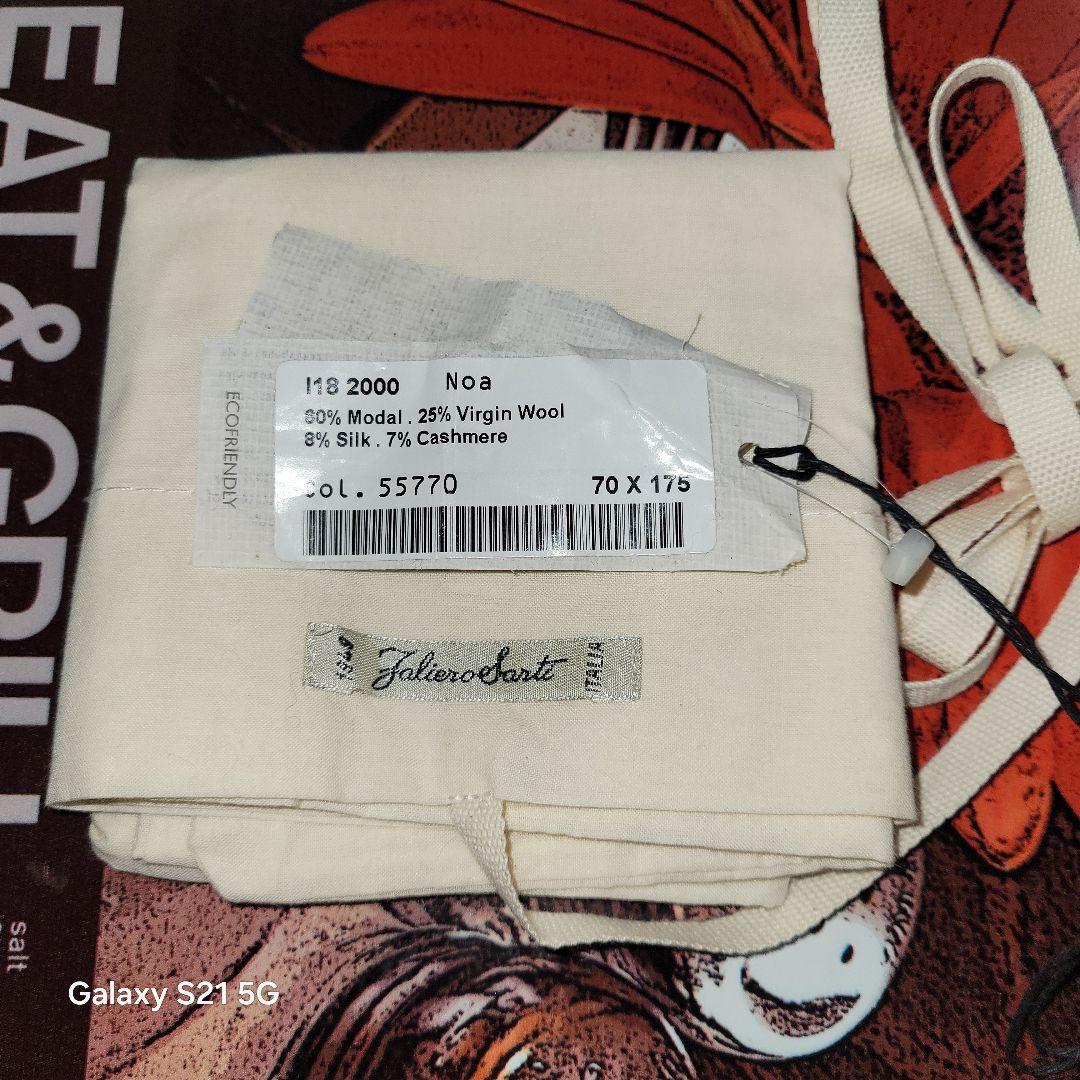 EAT & GRILL
salt
ECOFRIENDLY
I18 2000 Noa
60% Modal . 25% Virgin Wool
8% Silk . 7% Cashmere
Col. 55770 70 X 175
Faliero Sarti
ITALIA
Galaxy S21 5G